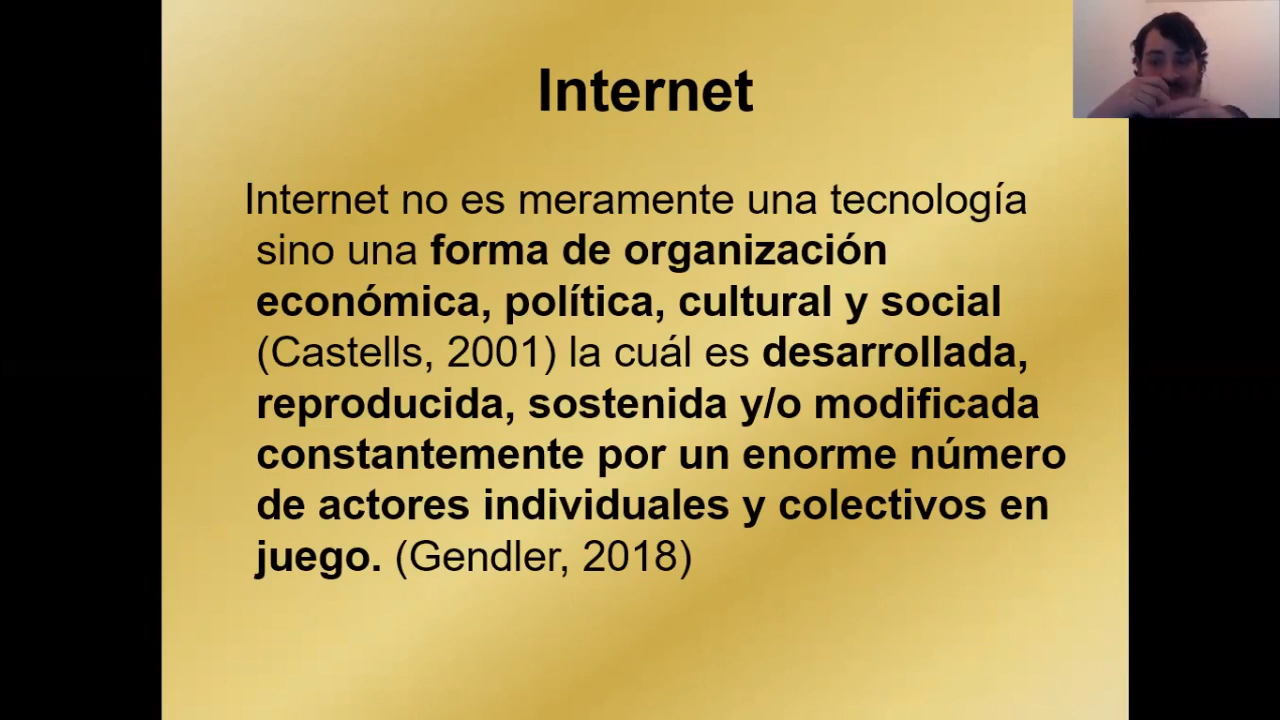 Internet
Internet no es meramente una tecnología
sino una forma de organización
económica, política, cultural y social
(Castells, 2001) la cuál es desarrollada,
reproducida, sostenida y/o modificada
constantemente por un enorme número
de actores individuales y colectivos en
juego. (Gendler, 2018)